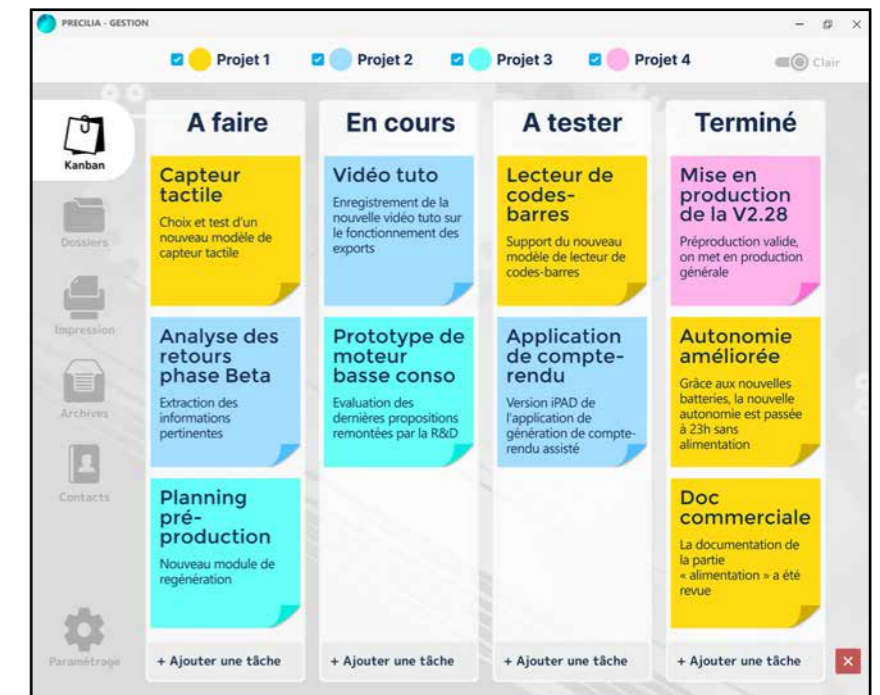 PRECILIA - GESTION
Projet 1
Projet 2
Projet 3
Projet 4
Clair
Kanban
Dossiers
Impression
Archives
Contacts
Paramétrage
A faire
Capteur
tactile
Choix et test d'un
nouveau modèle de
capteur tactile
Analyse des
retours
phase Beta
Extraction des
informations
pertinentes
Planning
pré-
production
Nouveau module de
regénération
+ Ajouter une tâche
En cours
Vidéo tuto
Enregistrement de la
nouvelle vidéo tuto sur
le fonctionnement des
exports
Prototype de
moteur
basse conso
Evaluation des
dernières propositions
remontées par la R&D
+ Ajouter une tâche
A tester
Lecteur de
codes-
barres
Support du nouveau
modèle de lecteur de
codes-barres
Application
de compte-
rendu
Version iPAD de
l'application de
génération de compte-
rendu assisté
+ Ajouter une tâche
Terminé
Mise en
production
de la V2.28
Préproduction valide,
on met en production
générale
Autonomie
améliorée
Grâce aux nouvelles
batteries, la nouvelle
autonomie est passée
à 23h sans
alimentation
Doc
commerciale
La documentation de
la partie
« alimentation » a été
revue
+ Ajouter une tâche